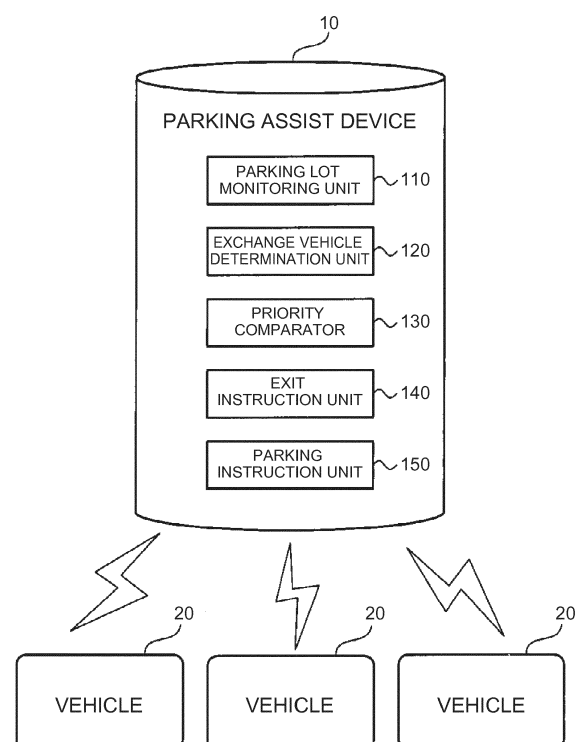 10
PARKING ASSIST DEVICE
PARKING LOT
MONITORING UNIT
110
EXCHANGE VEHICLE
DETERMINATION UNIT
120
PRIORITY
COMPARATOR
130
EXIT
INSTRUCTION UNIT
140
PARKING
INSTRUCTION UNIT
150
20
20
20
VEHICLE
VEHICLE
VEHICLE